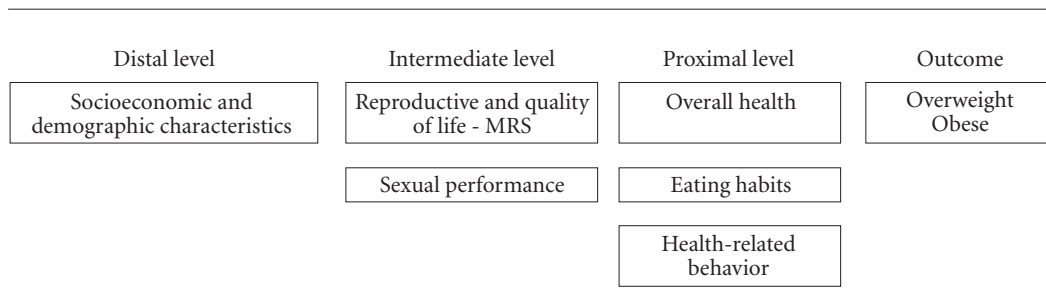 Distal level
Socioeconomic and
demographic characteristics
Intermediate level
Reproductive and quality
of life - MRS
Sexual performance
Proximal level
Overall health
Eating habits
Health-related
behavior
Outcome
Overweight
Obese